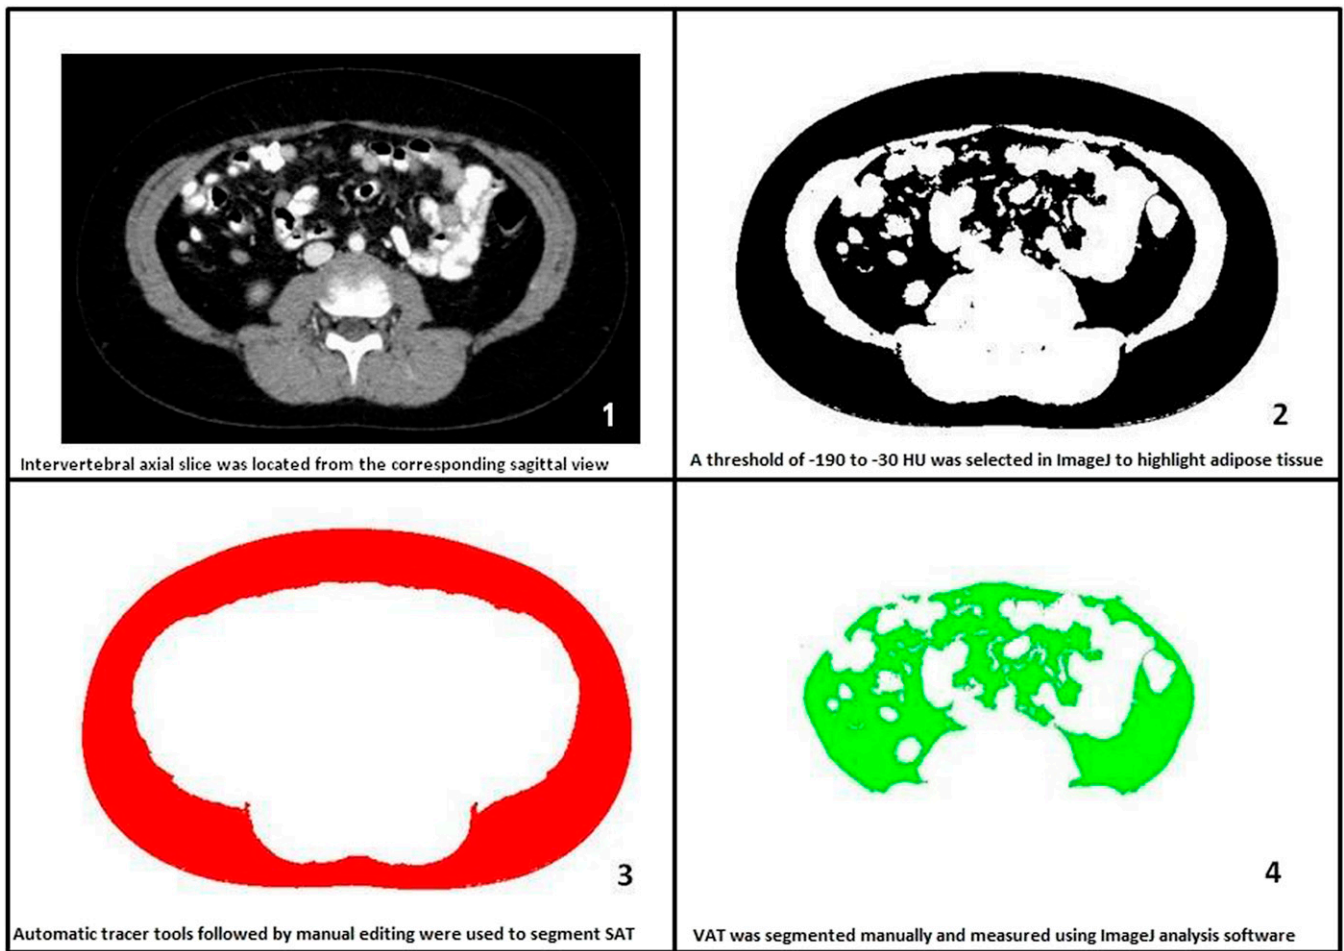 1
Intervertebral axial slice was located from the corresponding sagittal view
2
A threshold of -190 to -30 HU was selected in ImageJ to highlight adipose tissue
3
Automatic tracer tools followed by manual editing were used to segment SAT
4
VAT was segmented manually and measured using ImageJ analysis software